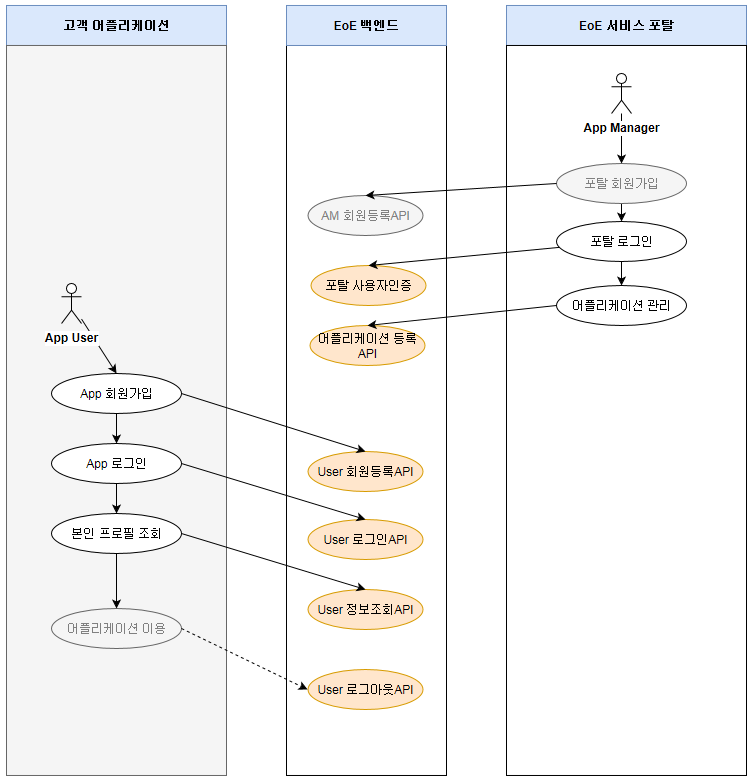 고객 어플리케이션
EoE 백엔드
EoE 서비스 포탈
App Manager
포탈 회원가입
AM 회원등록API
포탈 로그인
포탈 사용자인증
어플리케이션 관리
어플리케이션 등록
API
App User
App 회원가입
App 로그인
User 회원등록API
본인 프로필 조회
User 로그인API
User 정보조회API
어플리케이션 이용
User 로그아웃API